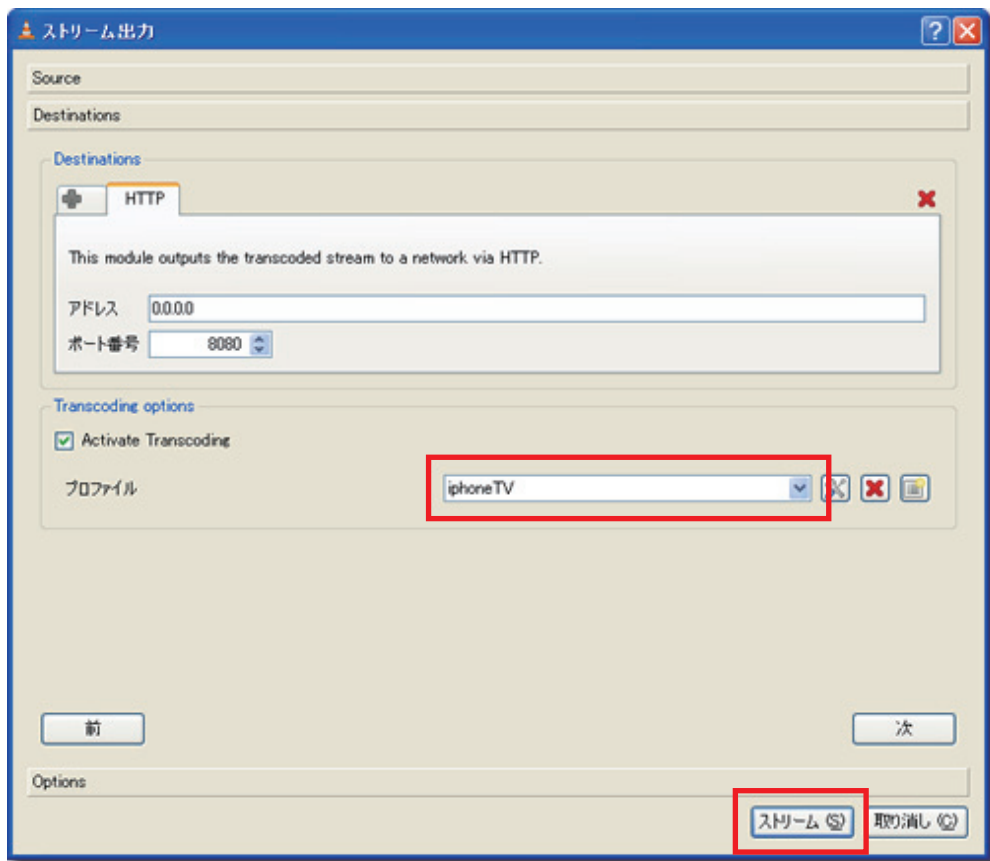 ストリーム出力
Source
Destinations
Destinations
HTTP
This module outputs the transcoded stream to a network via HTTP.
アドレス 0.0.0.0
ポート番号 8080
Transcoding options
Activate Transcoding
プロファイル iphoneTV
前 次
Options
ストリーム (S) 取り消し (C)